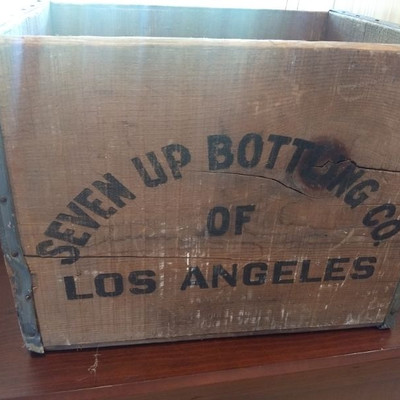 SEVEN UP BOTTLING CO.
OF
LOS ANGELES